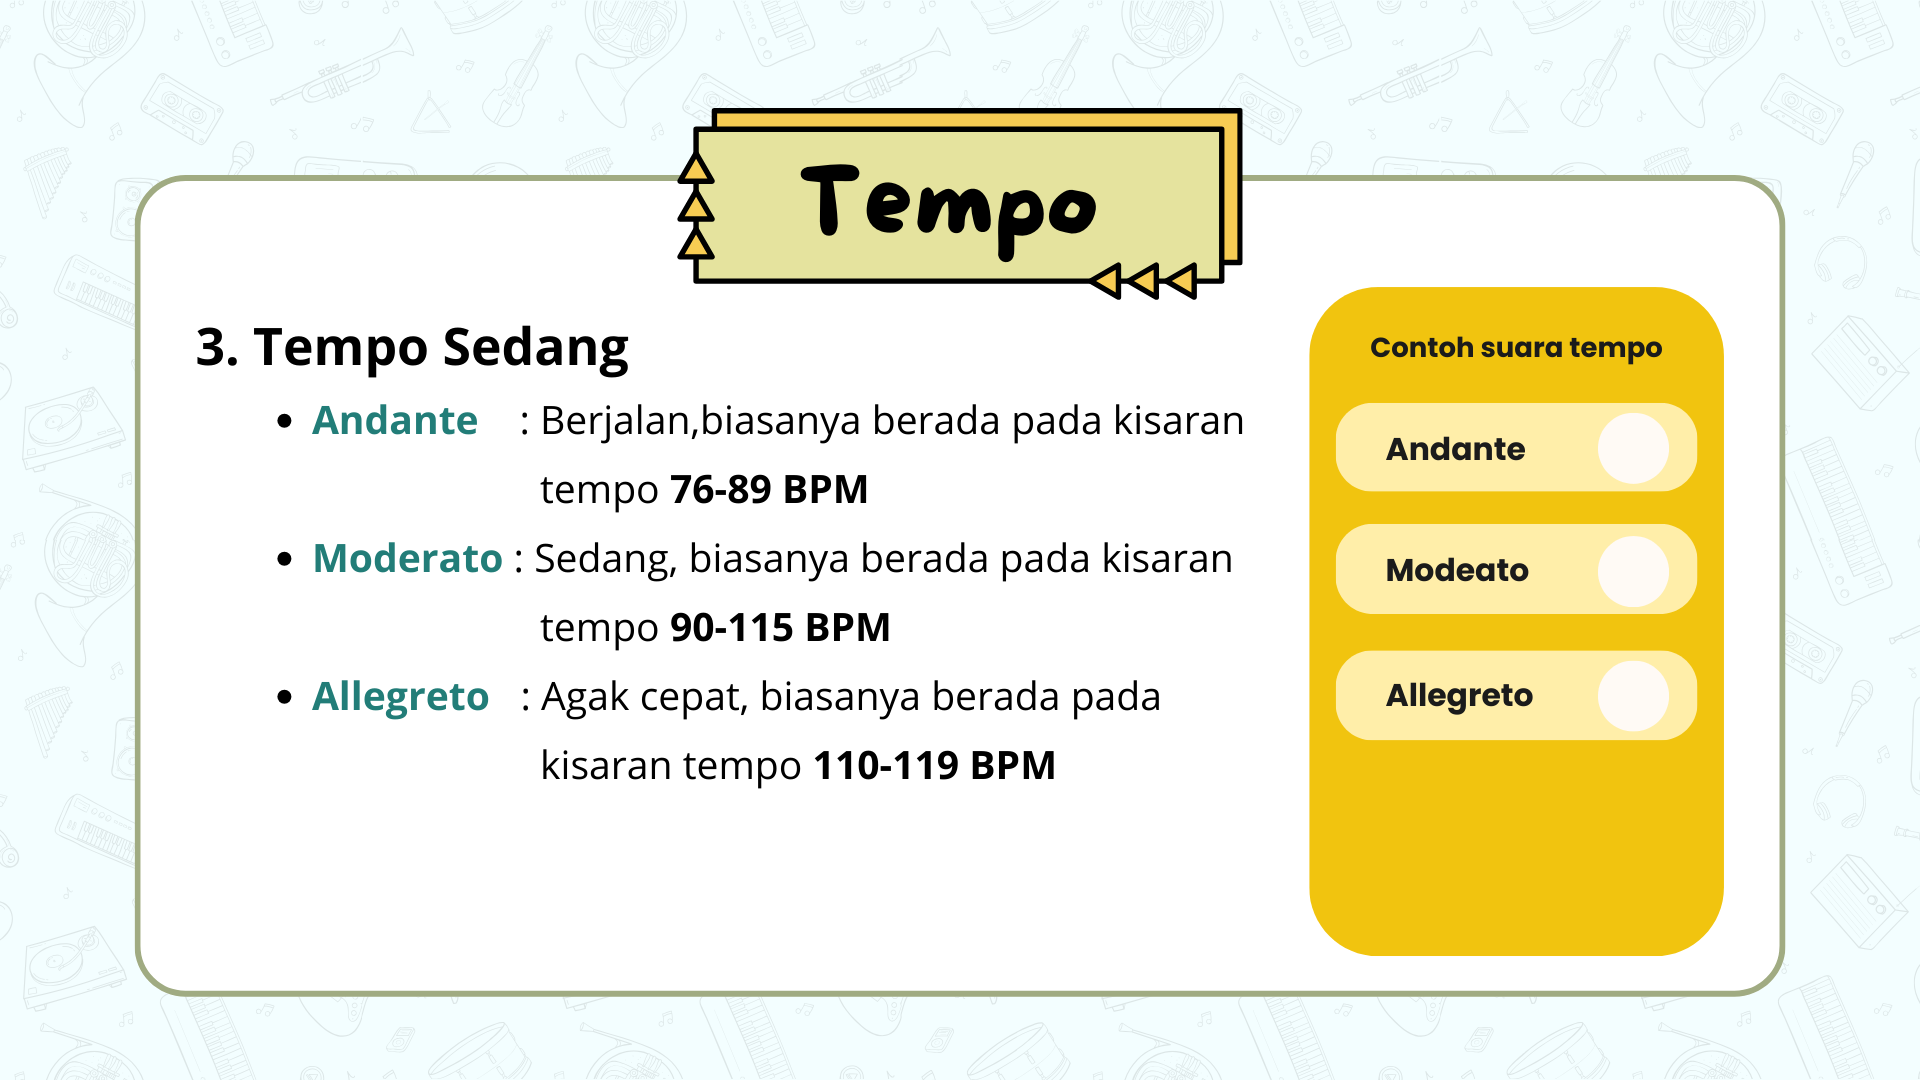 Tempo
3. Tempo Sedang
• Andante : Berjalan,biasanya berada pada kisaran
tempo 76-89 BPM
• Moderato : Sedang, biasanya berada pada kisaran
tempo 90-115 BPM
• Allegreto : Agak cepat, biasanya berada pada
kisaran tempo 110-119 BPM
Contoh suara tempo
Andante
Modeato
Allegreto